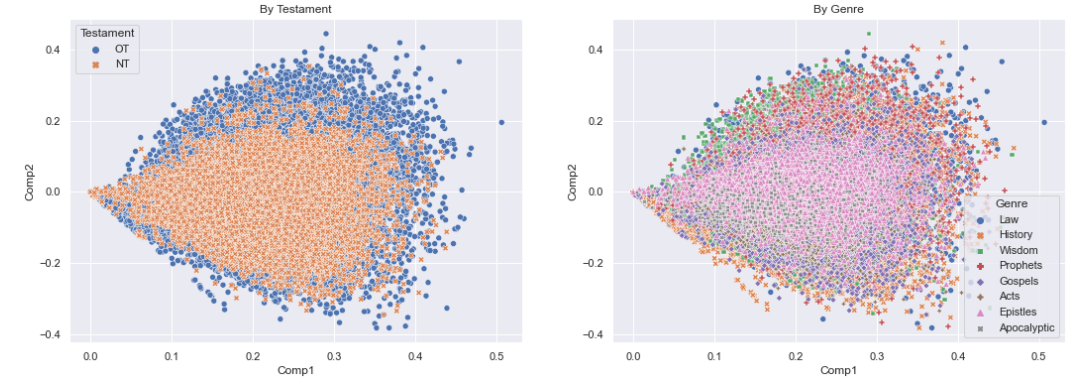 By Testament
Testament
OT
NT
0.4
0.2
0.0
−0.2
−0.4
Comp2
0.0
0.1
0.2
0.3
0.4
0.5
Comp1
By Genre
0.4
0.2
0.0
−0.2
−0.4
Comp2
Genre
Law
History
Wisdom
Prophets
Gospels
Acts
Epistles
Apocalyptic
0.0
0.1
0.2
0.3
0.4
0.5
Comp1